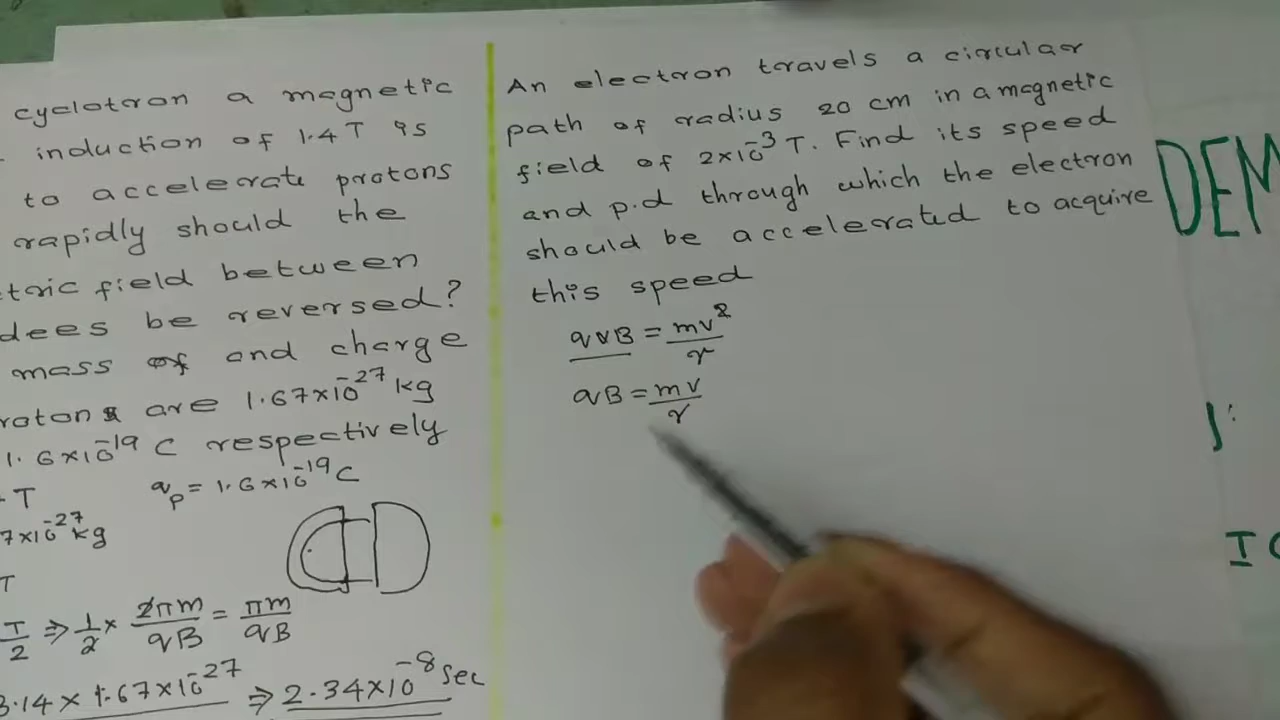 cyclotron a magnetic
induction of 1.4T is
to accelerate protons
rapidly should the
tric field between
dees be reversed?
mass of and charge
rotons are 1.67×10⁻²⁷ kg
1.6×10⁻¹⁹ C respectively
T qp = 1.6×10⁻¹⁹ C
7×10⁻²⁷ kg
T
T/2 ⇒ 1/2 × 2πm/qB = πm/qB
3.14 × 1.67×10⁻²⁷ ⇒ 2.34×10⁻⁸ sec
An electron travels a circular
path of radius 20 cm in a magnetic
field of 2×10⁻³ T. Find its speed
and p.d through which the electron
should be accelerated to acquire
this speed
qvB = mv²/r
qB = mv/r
DEM
I